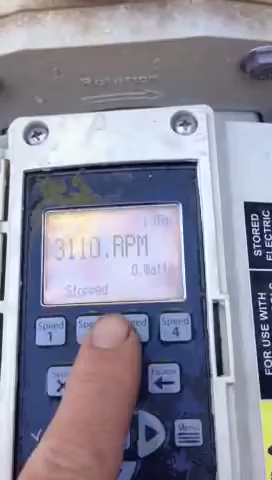 Rotation
3110.RPM
0.Watt
Stopped
Speed
1
Speed
4
Escape
Menu
STORED
ELECTRIC
FOR USE WITH